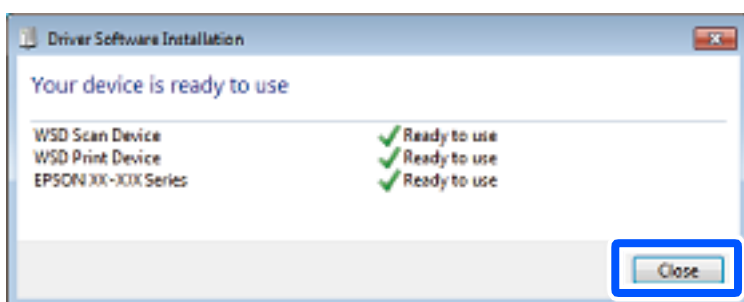 Driver Software Installation
Your device is ready to use
WSD Scan Device Ready to use
WSD Print Device Ready to use
EPSON XX-XXX Series Ready to use
Close